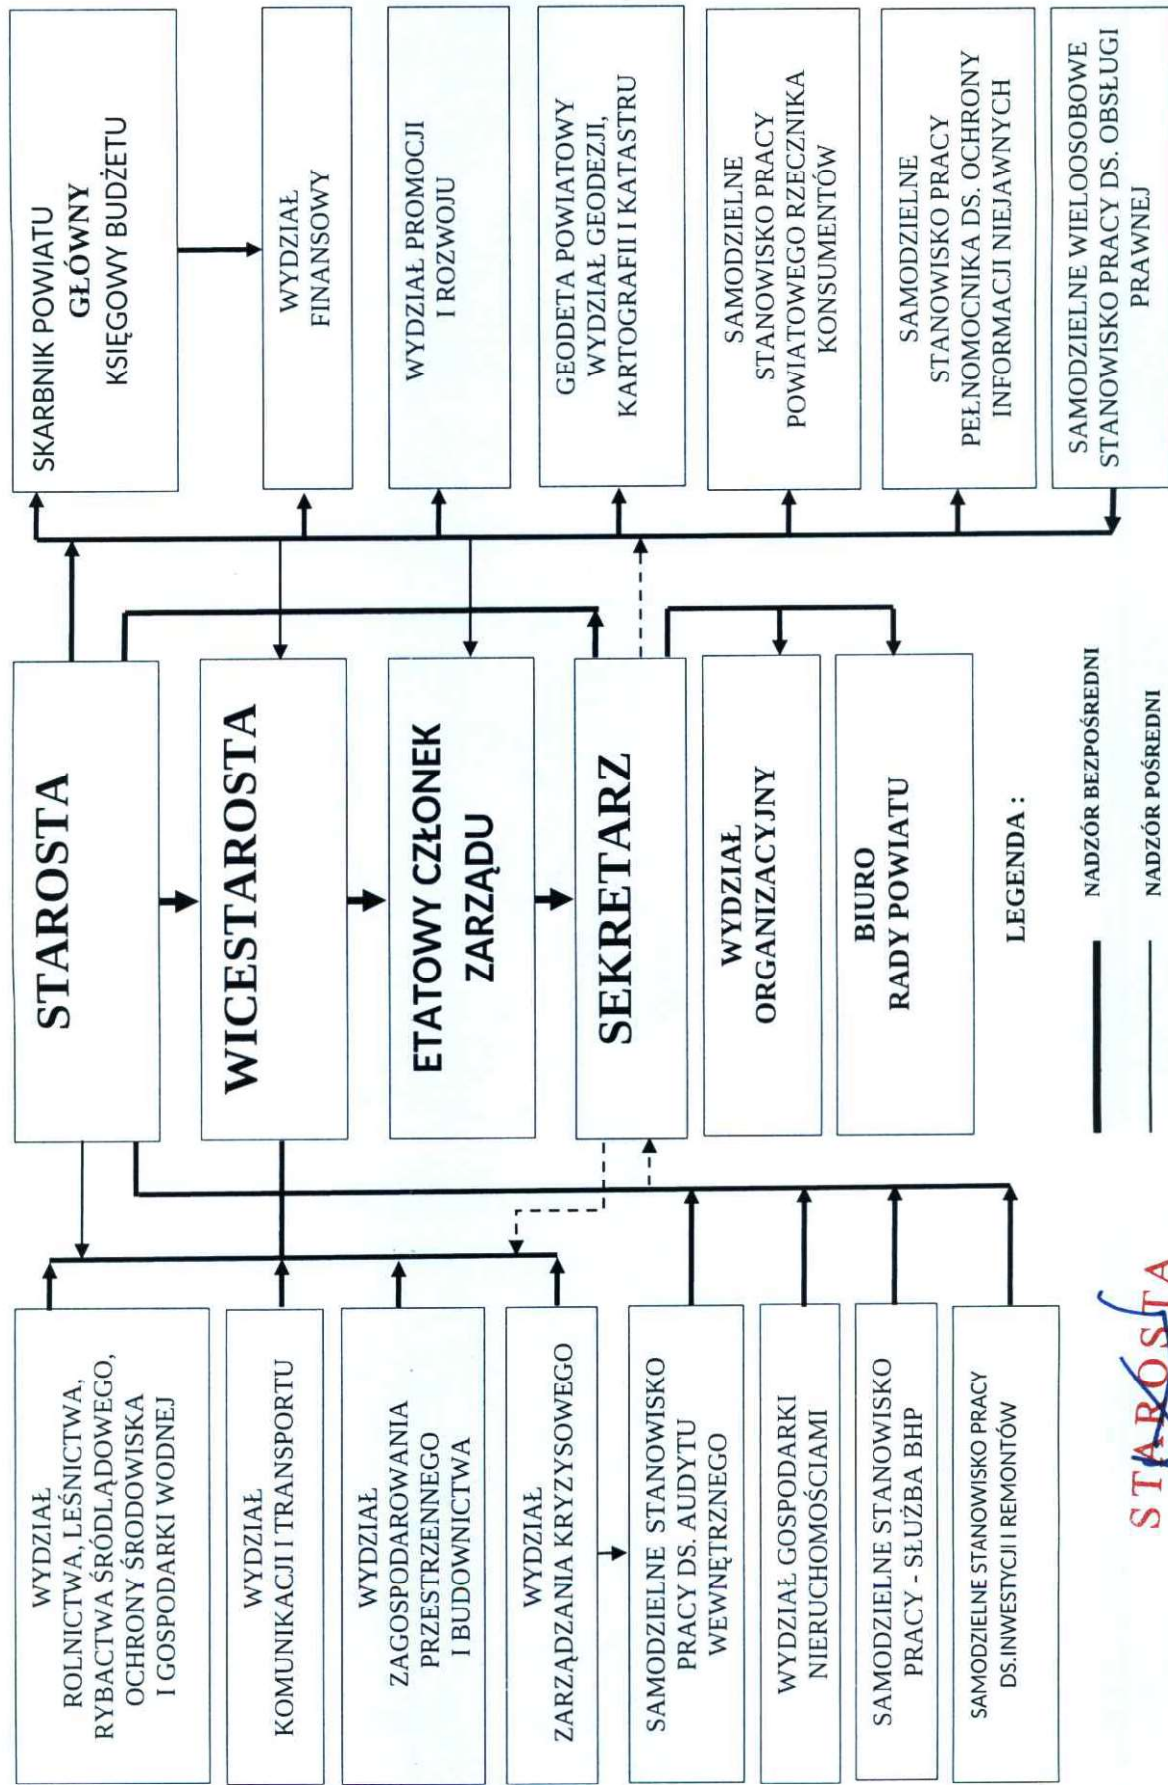 WYDZIAŁ
ROLNICTWA, LEŚNICTWA,
RYBACTWA ŚRÓDLĄDOWEGO,
OCHRONY ŚRODOWISKA
I GOSPODARKI WODNEJ
WYDZIAŁ
KOMUNIKACJI I TRANSPORTU
WYDZIAŁ
ZAGOSPODAROWANIA
PRZESTRZENNEGO
I BUDOWNICTWA
WYDZIAŁ
ZARZĄDZANIA KRYZYSOWEGO
SAMODZIELNE STANOWISKO
PRACY DS. AUDYTU
WEWNĘTRZNEGO
WYDZIAŁ GOSPODARKI
NIERUCHOMOŚCIAMI
SAMODZIELNE STANOWISKO
PRACY - SŁUŻBA BHP
SAMODZIELNE STANOWISKO PRACY
DS.INWESTYCJI I REMONTÓW
STAROSTA
STAROSTA
WICESTAROSTA
ETATOWY CZŁONEK
ZARZĄDU
SEKRETARZ
WYDZIAŁ
ORGANIZACYJNY
BIURO
RADY POWIATU
LEGENDA :
NADZÓR BEZPOŚREDNI
NADZÓR POŚREDNI
SKARBNIK POWIATU
GŁÓWNY
KSIĘGOWY BUDŻETU
WYDZIAŁ
FINANSOWY
WYDZIAŁ PROMOCJI
I ROZWOJU
GEODETA POWIATOWY
WYDZIAŁ GEODEZJI,
KARTOGRAFII I KATASTRU
SAMODZIELNE
STANOWISKO PRACY
POWIATOWEGO RZECZNIKA
KONSUMENTÓW
SAMODZIELNE
STANOWISKO PRACY
PEŁNOMOCNIKA DS. OCHRONY
INFORMACJI NIEJAWNYCH
SAMODZIELNE WIELOOSOBOWE
STANOWISKO PRACY DS. OBSŁUGI
PRAWNEJ